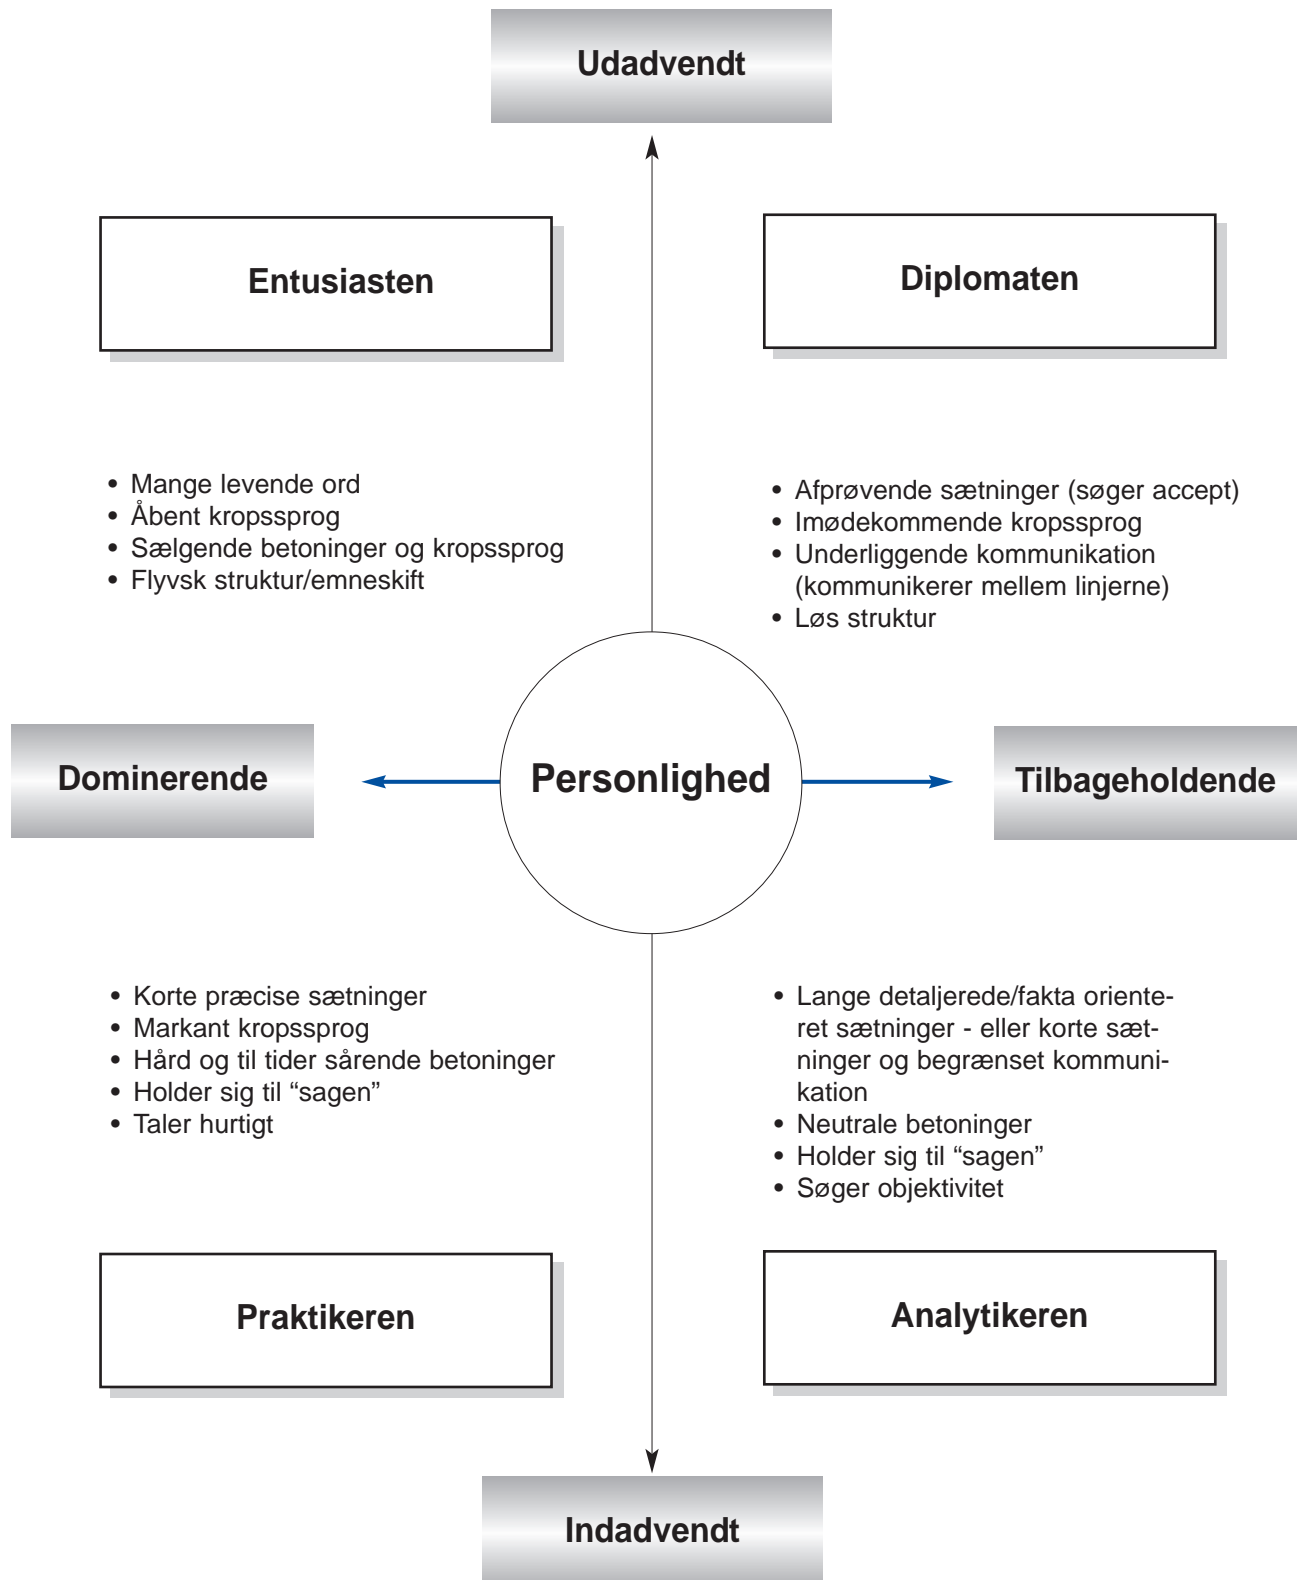 Udadvendt
Entusiasten
Diplomaten
• Mange levende ord
• Åbent kropssprog
• Sælgende betoninger og kropssprog
• Flyvsk struktur/emneskift
• Afprøvende sætninger (søger accept)
• Imødekommende kropssprog
• Underliggende kommunikation
(kommunikerer mellem linjerne)
• Løs struktur
Dominerende
Personlighed
Tilbageholdende
• Korte præcise sætninger
• Markant kropssprog
• Hård og til tider sårende betoninger
• Holder sig til “sagen”
• Taler hurtigt
• Lange detaljerede/fakta oriente-
ret sætninger - eller korte sæt-
ninger og begrænset kommuni-
kation
• Neutrale betoninger
• Holder sig til “sagen”
• Søger objektivitet
Praktikeren
Analytikeren
Indadvendt